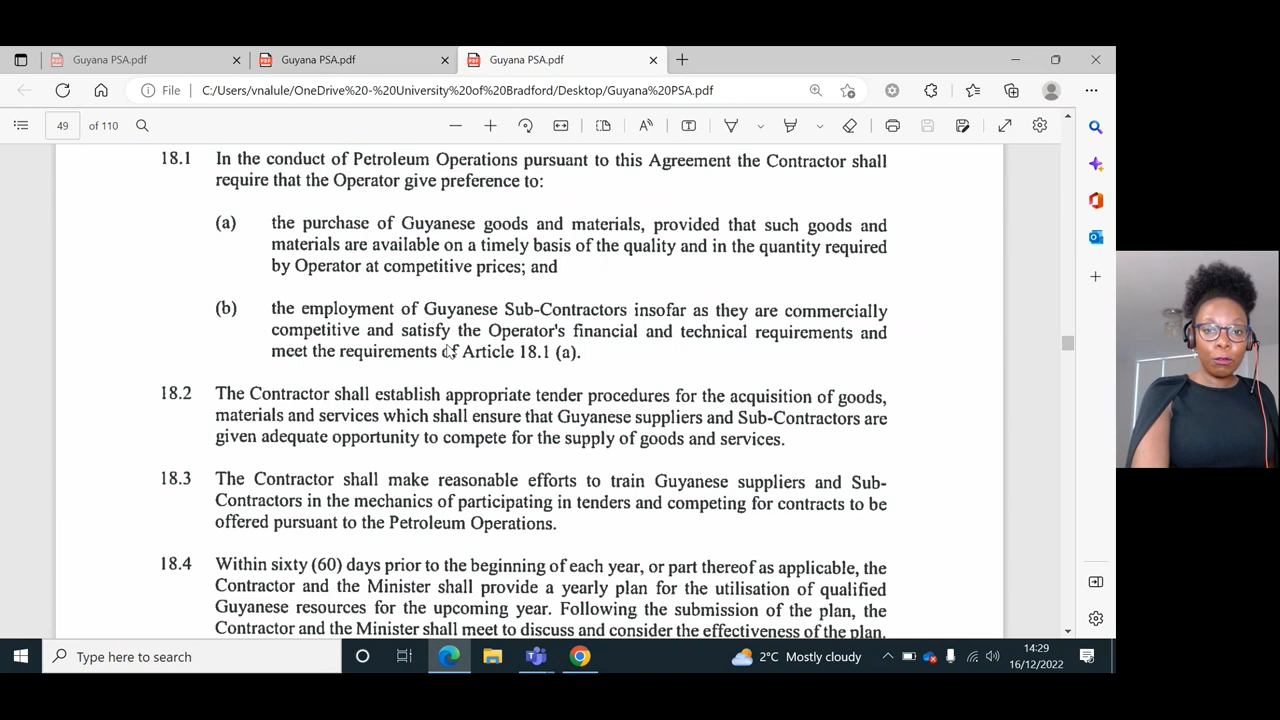 Guyana PSA.pdf
Guyana PSA.pdf
Guyana PSA.pdf
File C:/Users/vnalule/OneDrive%20-%20University%20of%20Bradford/Desktop/Guyana%20PSA.pdf
49 of 110
18.1 In the conduct of Petroleum Operations pursuant to this Agreement the Contractor shall
require that the Operator give preference to:
(a) the purchase of Guyanese goods and materials, provided that such goods and
materials are available on a timely basis of the quality and in the quantity required
by Operator at competitive prices; and
(b) the employment of Guyanese Sub-Contractors insofar as they are commercially
competitive and satisfy the Operator's financial and technical requirements and
meet the requirements of Article 18.1 (a).
18.2 The Contractor shall establish appropriate tender procedures for the acquisition of goods,
materials and services which shall ensure that Guyanese suppliers and Sub-Contractors are
given adequate opportunity to compete for the supply of goods and services.
18.3 The Contractor shall make reasonable efforts to train Guyanese suppliers and Sub-
Contractors in the mechanics of participating in tenders and competing for contracts to be
offered pursuant to the Petroleum Operations.
18.4 Within sixty (60) days prior to the beginning of each year, or part thereof as applicable, the
Contractor and the Minister shall provide a yearly plan for the utilisation of qualified
Guyanese resources for the upcoming year. Following the submission of the plan, the
Contractor and the Minister shall meet to discuss and consider the effectiveness of the plan.
Type here to search
2°C Mostly cloudy
14:29
16/12/2022